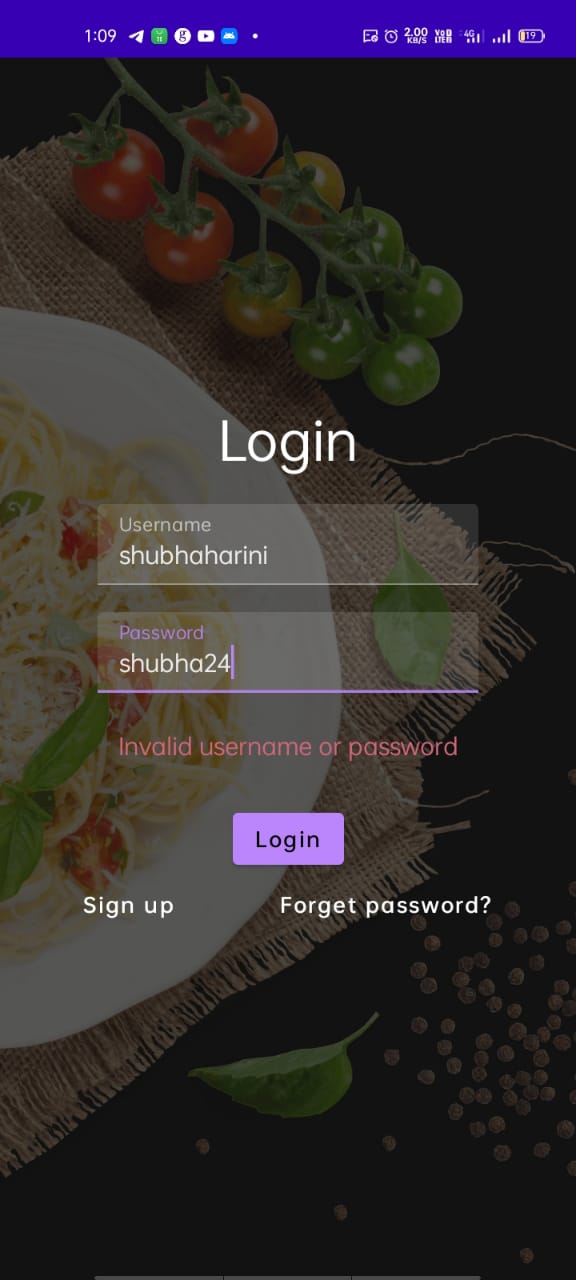 1:09 2.00 KB/S Vo LTE 4G 19
Login
Username
shubhaharini
Password
shubha24
Invalid username or password
Login
Sign up Forget password?